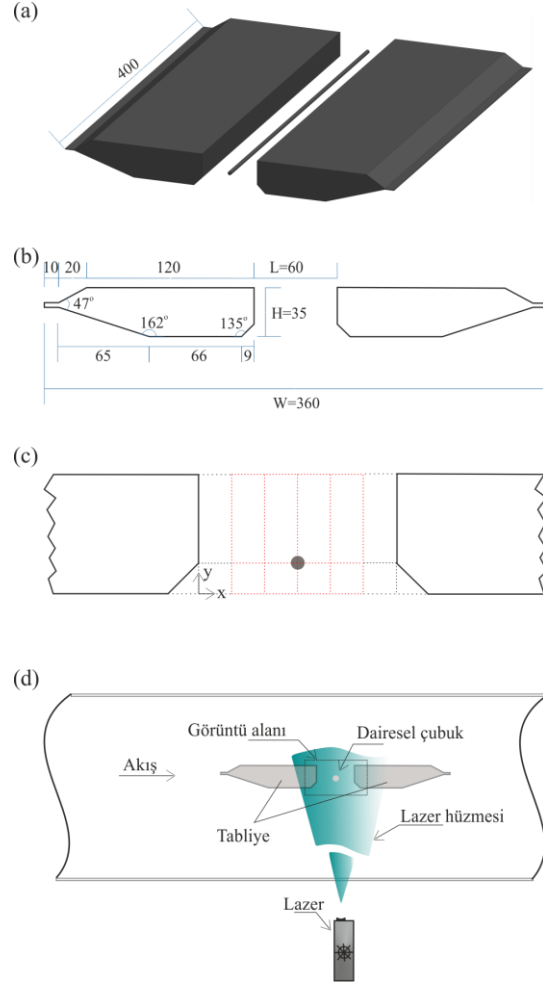 (a)
400
(b)
10 20 120 L=60
47°
H=35
162° 135°
65 66 9
W=360
(c)
y
x
(d)
Görüntü alanı
Dairesel çubuk
Akış
Tabliye
Lazer hüzmesi
Lazer